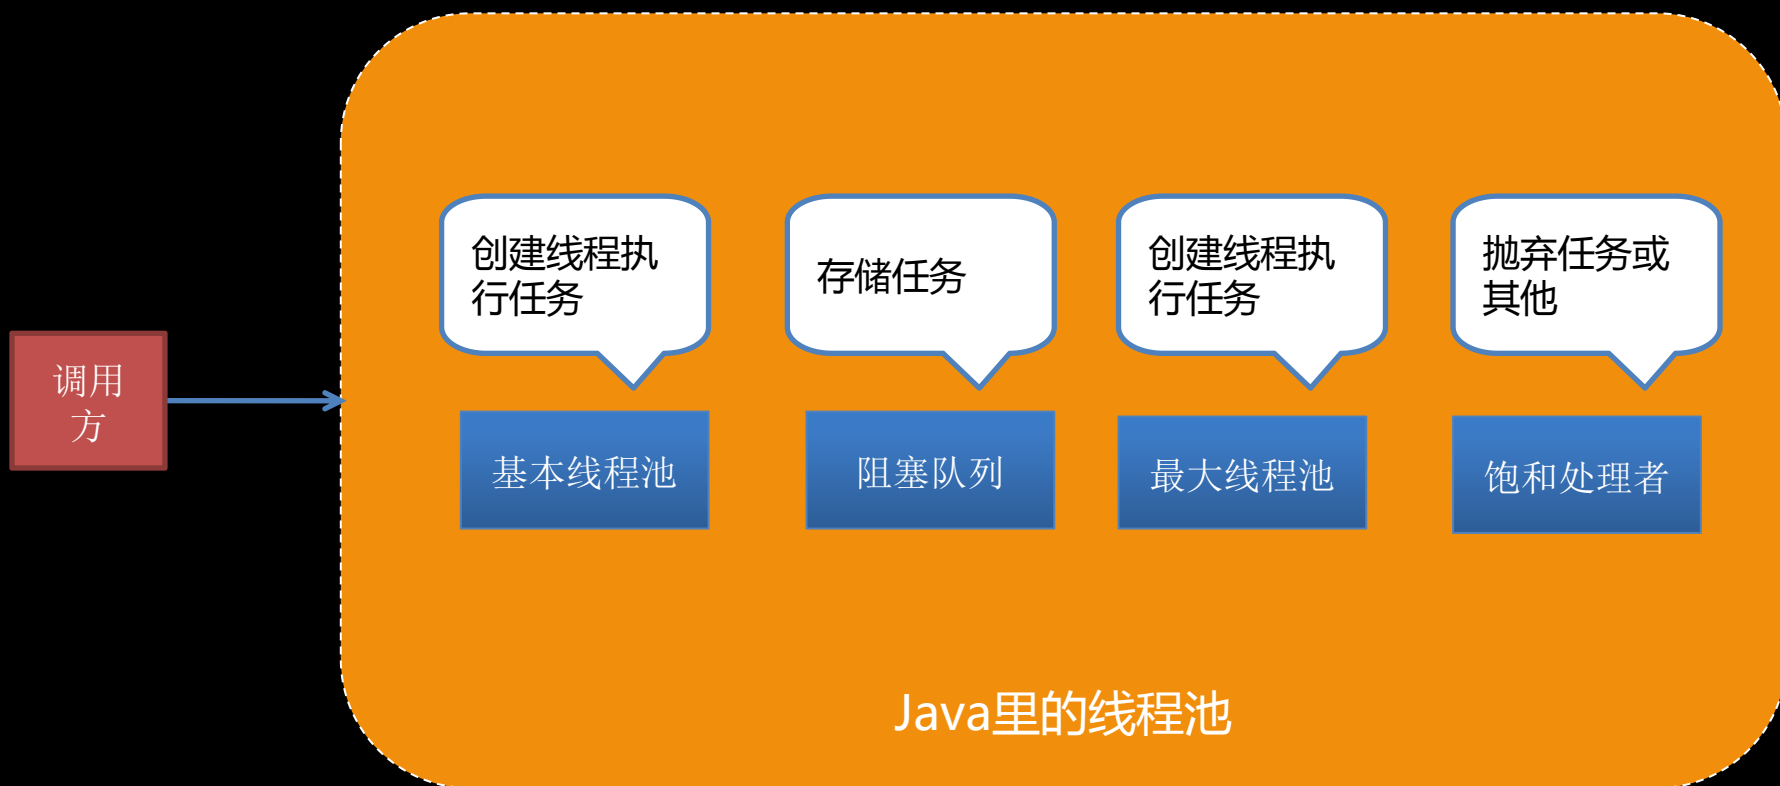 创建线程执
行任务
存储任务
创建线程执
行任务
抛弃任务或
其他
调用
方
基本线程池
阻塞队列
最大线程池
饱和处理者
Java里的线程池